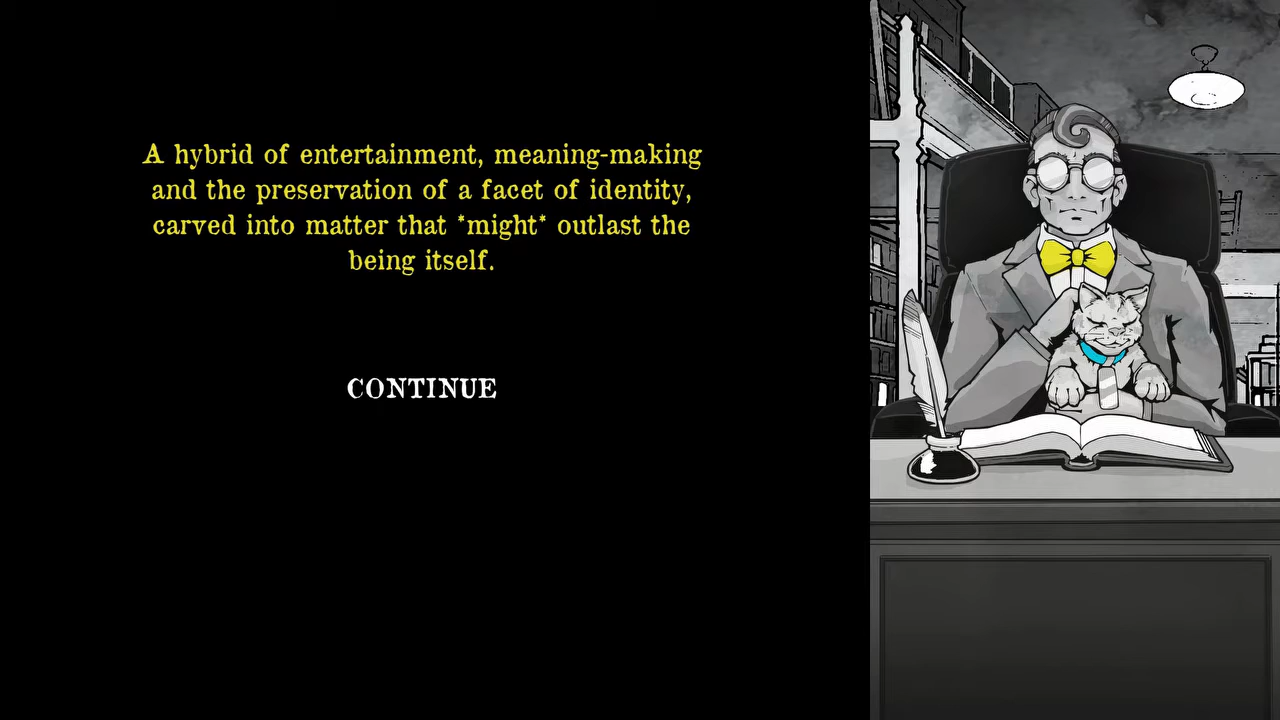 A hybrid of entertainment, meaning-making
and the preservation of a facet of identity,
carved into matter that *might* outlast the
being itself.
CONTINUE